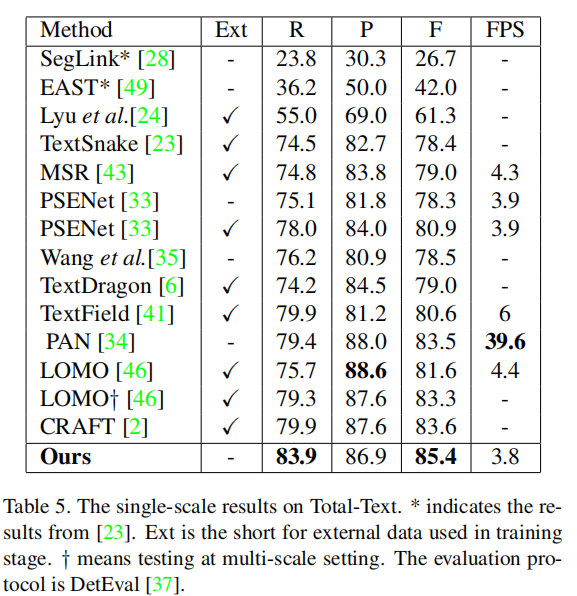 Method Ext R P F FPS
SegLink* [28] - 23.8 30.3 26.7 -
EAST* [49] - 36.2 50.0 42.0 -
Lyu et al.[24] ✓ 55.0 69.0 61.3 -
TextSnake [23] ✓ 74.5 82.7 78.4 -
MSR [43] ✓ 74.8 83.8 79.0 4.3
PSENet [33] - 75.1 81.8 78.3 3.9
PSENet [33] ✓ 78.0 84.0 80.9 3.9
Wang et al.[35] - 76.2 80.9 78.5 -
TextDragon [6] ✓ 74.2 84.5 79.0 -
TextField [41] ✓ 79.9 81.2 80.6 6
PAN [34] - 79.4 88.0 83.5 39.6
LOMO [46] ✓ 75.7 88.6 81.6 4.4
LOMO† [46] ✓ 79.3 87.6 83.3 -
CRAFT [2] ✓ 79.9 87.6 83.6 -
Ours - 83.9 86.9 85.4 3.8
Table 5. The single-scale results on Total-Text. * indicates the re-
sults from [23]. Ext is the short for external data used in training
stage. † means testing at multi-scale setting. The evaluation pro-
tocol is DetEval [37].